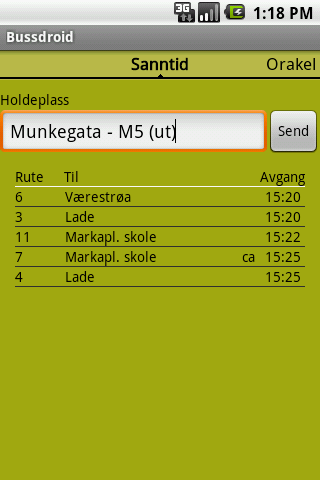 3G 1:18 PM
Bussdroid
Sanntid Orakel
Holdeplass
Munkegata - M5 (ut) Send
Rute Til Avgang
6 Værestrøa 15:20
3 Lade 15:20
11 Markapl. skole 15:22
7 Markapl. skole ca 15:25
4 Lade 15:25